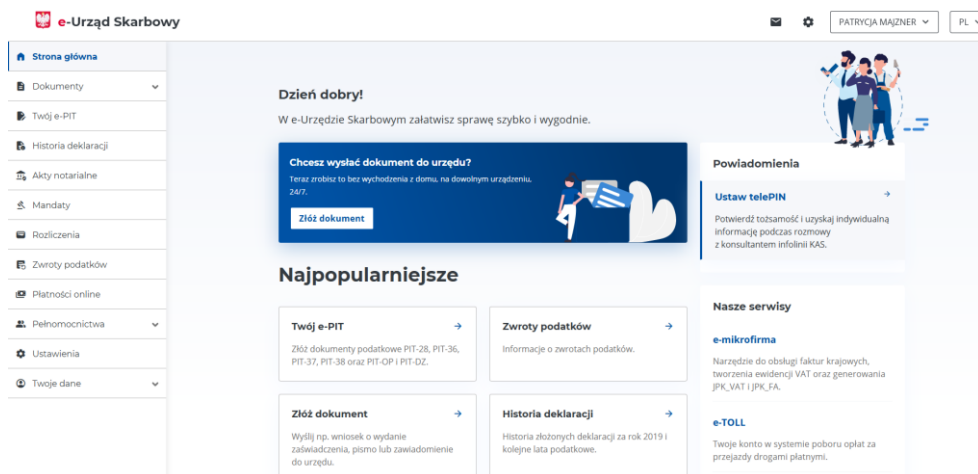 e-Urząd Skarbowy
PATRYCJA MAJZNER
PL
Strona główna
Dokumenty
Twój e-PIT
Historia deklaracji
Akty notarialne
Mandaty
Rozliczenia
Zwroty podatków
Płatności online
Pełnomocnictwa
Ustawienia
Twoje dane
Dzień dobry!
W e-Urzędzie Skarbowym załatwisz sprawę szybko i wygodnie.
Chcesz wysłać dokument do urzędu?
Teraz zrobisz to bez wychodzenia z domu, na dowolnym urządzeniu,
24/7.
Złóż dokument
Najpopularniejsze
Twój e-PIT
Złóż dokumenty podatkowe PIT-28, PIT-36,
PIT-37, PIT-38 oraz PIT-OP i PIT-DZ.
Zwroty podatków
Informacje o zwrotach podatków.
Złóż dokument
Wyślij np. wniosek o wydanie
zaświadczenia, pismo lub zawiadomienie
do urzędu.
Historia deklaracji
Historia złożonych deklaracji za rok 2019 i
kolejne lata podatkowe.
Powiadomienia
Ustaw telePIN
Potwierdź tożsamość i uzyskaj indywidualną
informację podczas rozmowy
z konsultantem infolinii KAS.
Nasze serwisy
e-mikrofirma
Narzędzie do obsługi faktur krajowych,
tworzenia ewidencji VAT oraz generowania
JPK_VAT i JPK_FA.
e-TOLL
Twoje konto w systemie poboru opłat za
przejazdy drogami płatnymi.